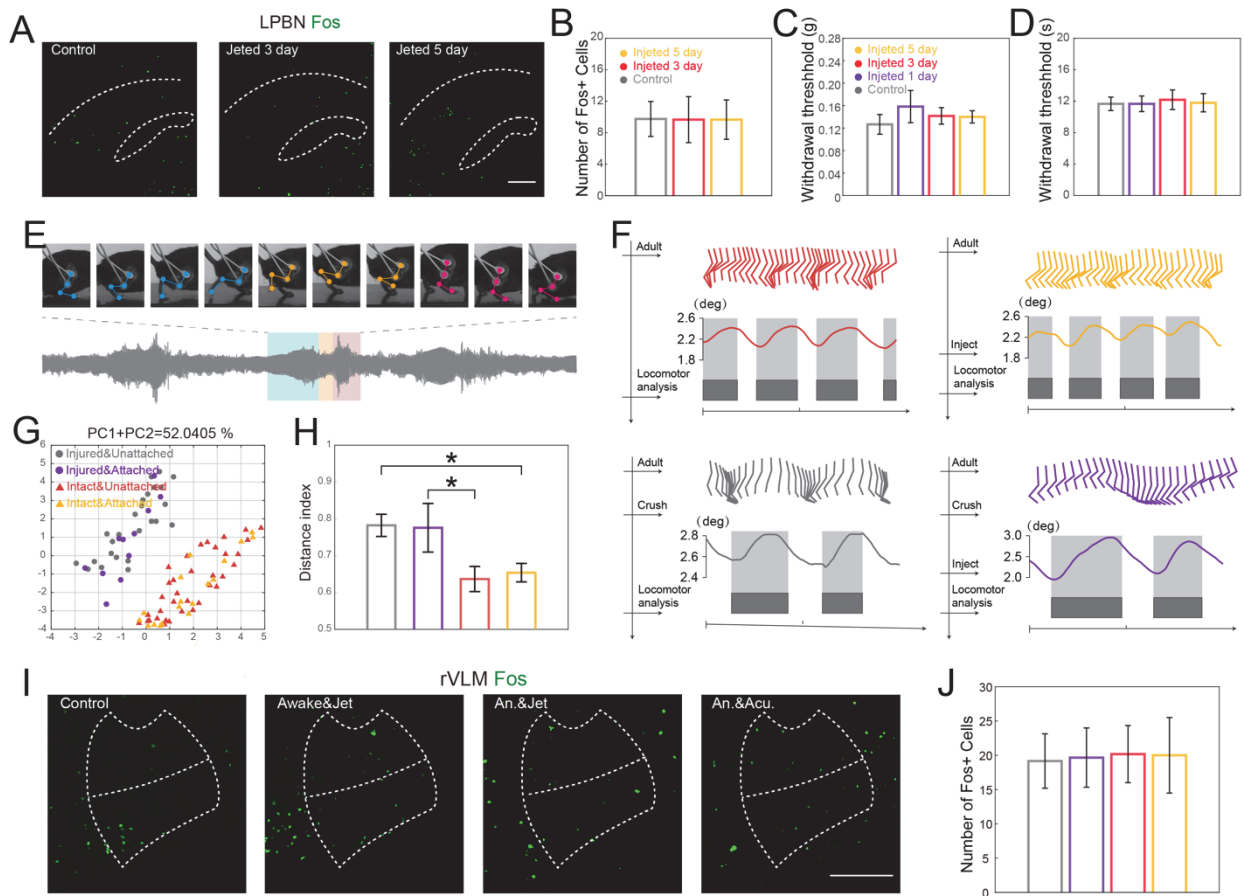 A
LPBN Fos
Control
Jeted 3 day
Jeted 5 day
B
Number of Fos+ Cells
20
16
12
8
4
0
Injeted 5 day
Injeted 3 day
Control
C
Withdrawal threshhold (g)
0.28
0.24
0.20
0.16
0.12
0.08
0.04
0
Injeted 5 day
Injeted 3 day
Injeted 1 day
Control
D
Withdrawal threshhold (s)
20
16
12
8
4
0
E
F
Adult
Locomotor
analysis
(deg)
2.6
1.8
Adult
Inject
Locomotor
analysis
(deg)
2.6
1.8
Adult
Crush
Locomotor
analysis
(deg)
2.8
2.6
2.4
Adult
Crush
Inject
Locomotor
analysis
(deg)
3.0
2.0
G
PC1+PC2=52.0405 %
6
5
4
3
2
1
0
-1
-2
-3
-4
-4 -3 -2 -1 0 1 2 3 4 5
Injured&Unattached
Injured&Attached
Intact&Unattached
Intact&Attached
H
Distance index
1
0.9
0.8
0.7
0.6
0.5
*
*
I
rVLM Fos
Control
Awake&Jet
An.&Jet
An.&Acu.
J
Number of Fos+ Cells
30
25
20
15
10
5
0